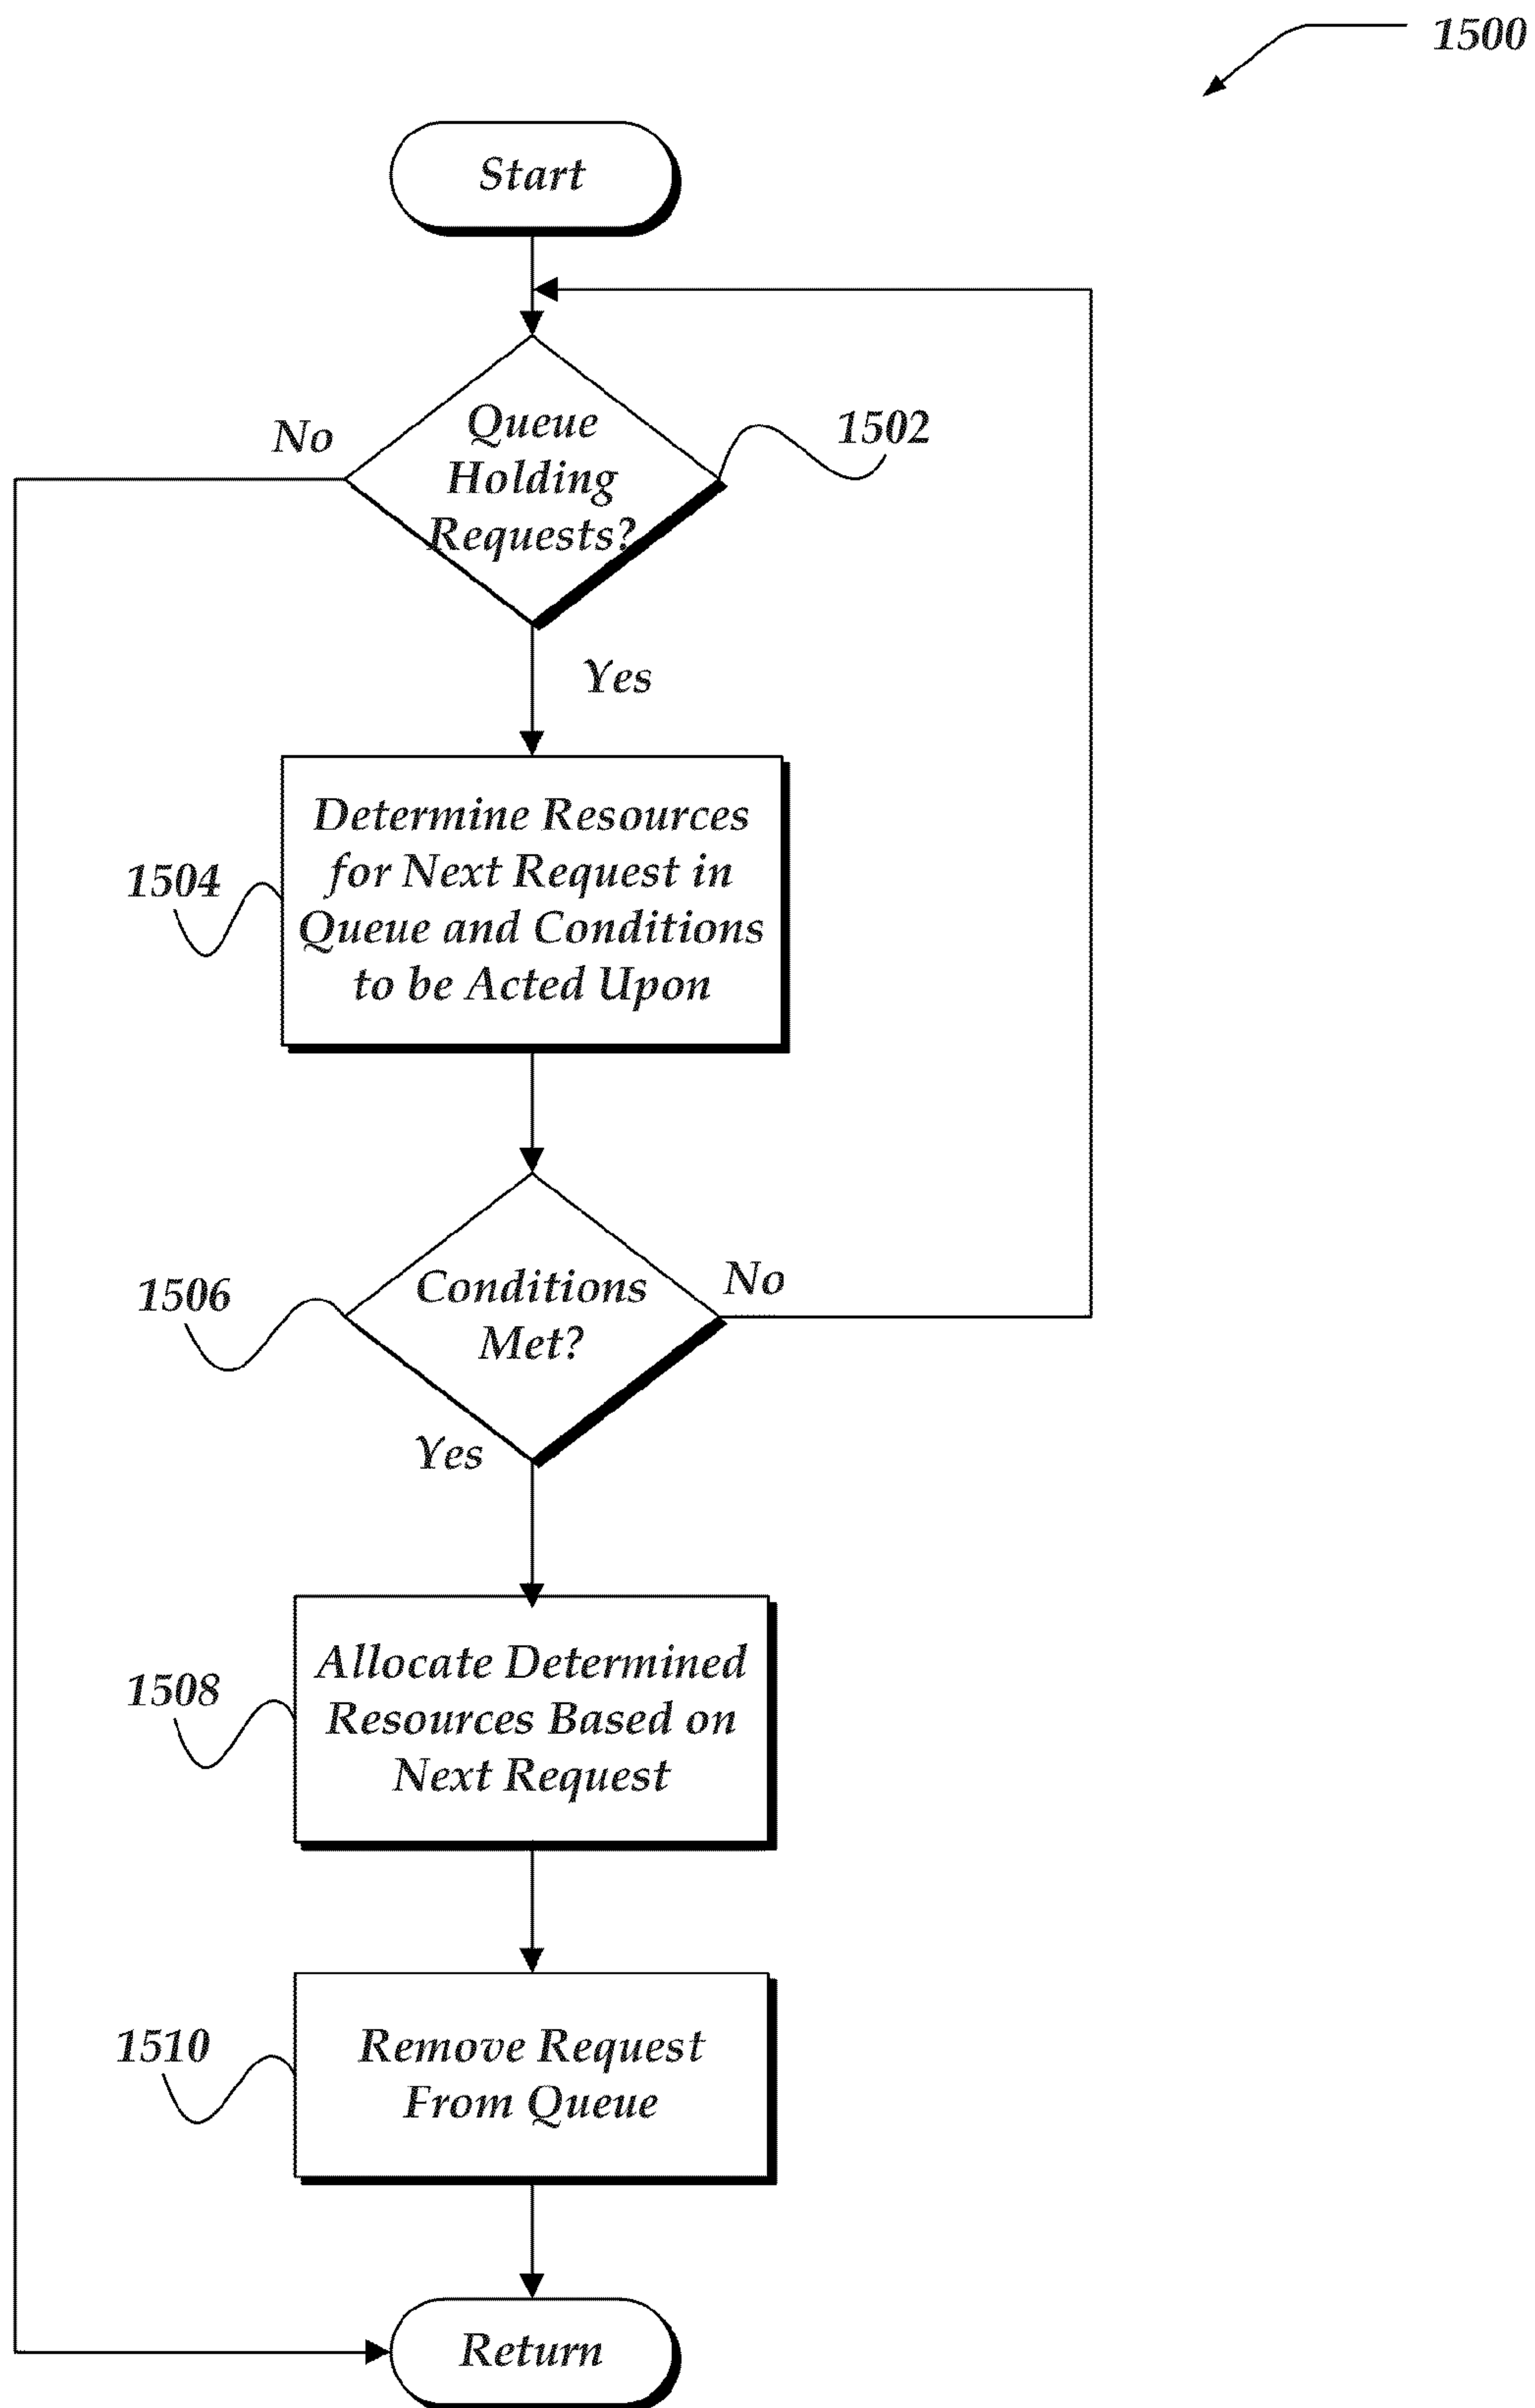 1500
Start
No
Queue
Holding
Requests?
1502
Yes
1504
Determine Resources
for Next Request in
Queue and Conditions
to be Acted Upon
1506
Conditions
Met?
No
Yes
1508
Allocate Determined
Resources Based on
Next Request
1510
Remove Request
From Queue
Return